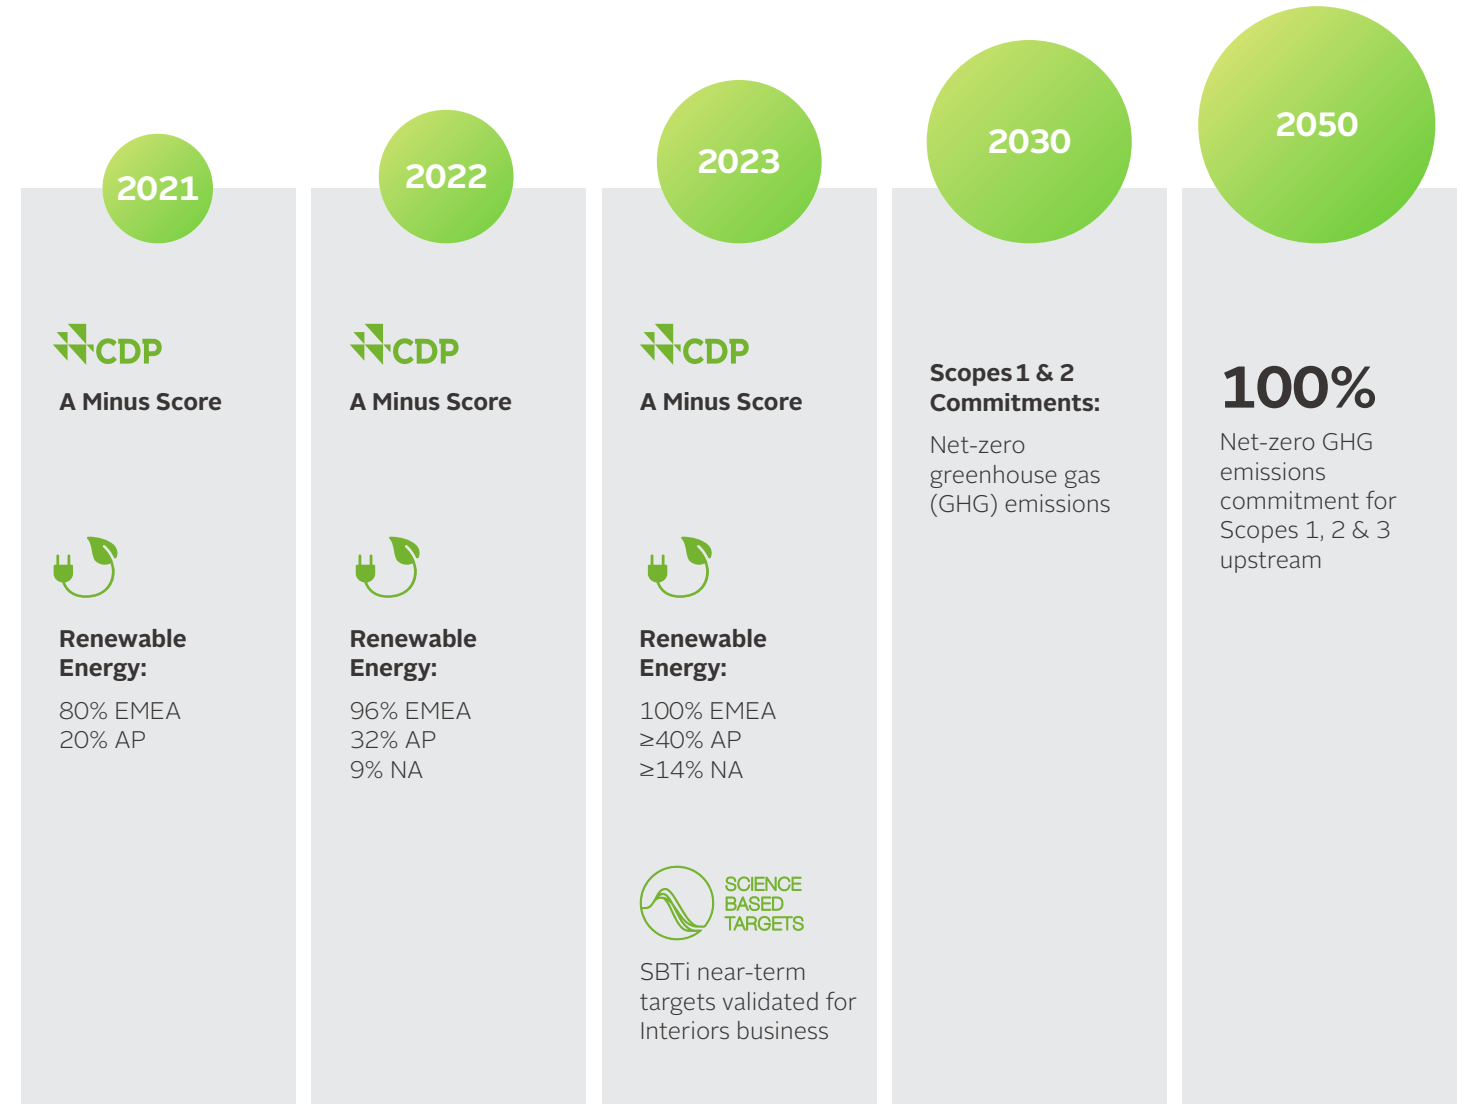 2021
CDP
A Minus Score
Renewable
Energy:
80% EMEA
20% AP
2022
CDP
A Minus Score
Renewable
Energy:
96% EMEA
32% AP
9% NA
2023
CDP
A Minus Score
Renewable
Energy:
100% EMEA
≥40% AP
≥14% NA
SCIENCE
BASED
TARGETS
SBTi near-term
targets validated for
Interiors business
2030
Scopes 1 & 2
Commitments:
Net-zero
greenhouse gas
(GHG) emissions
2050
100%
Net-zero GHG
emissions
commitment for
Scopes 1, 2 & 3
upstream